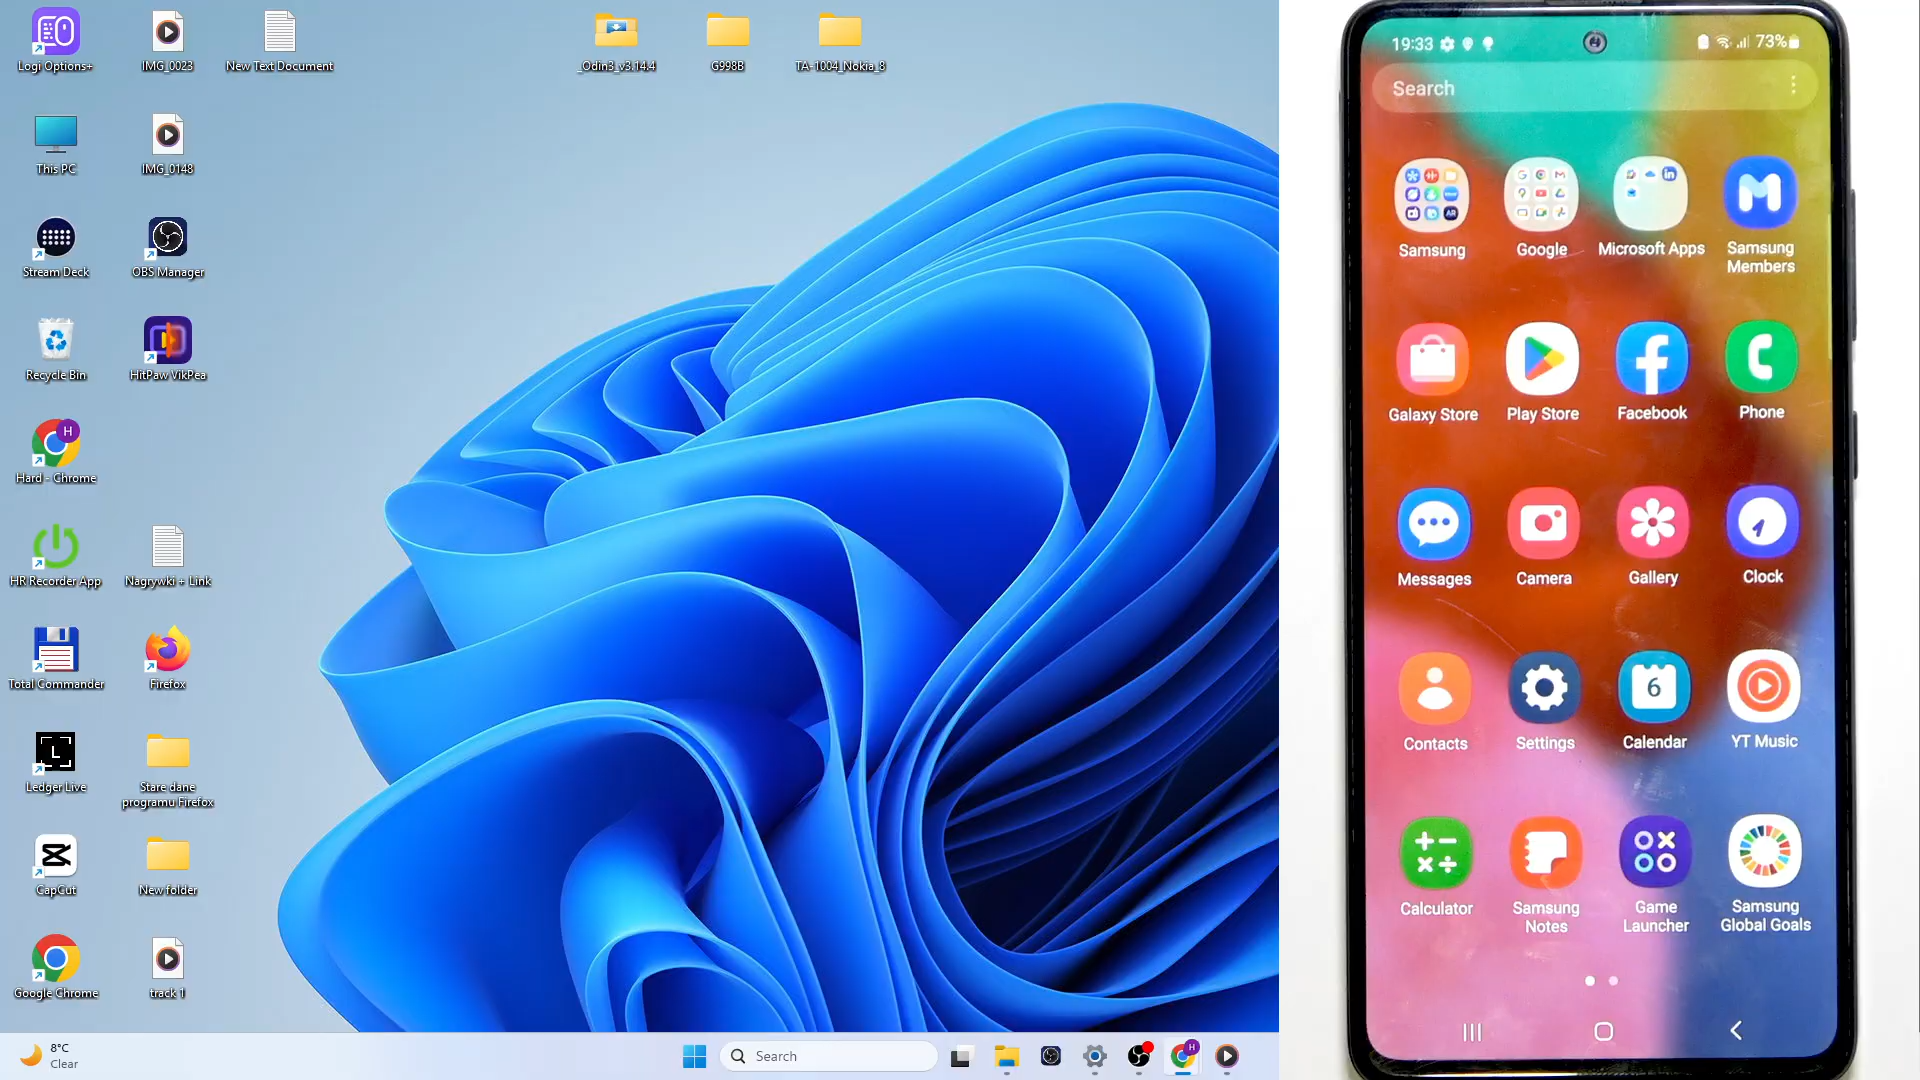 Logi Options+
IMG_0023
New Text Document
_Odin3_v3.14.4
G998B
TA-1004_Nokia_8
This PC
IMG_0148
Stream Deck
OBS Manager
Recycle Bin
HitPaw VikPea
H
Hard - Chrome
HR Recorder App
Nagrywki + Link
Total Commander
Firefox
L
Ledger Live
Stare dane
programu Firefox
CapCut
New folder
Google Chrome
track 1
8°C
Clear
Search
H
19:33
73%
Search
Samsung
Google
Microsoft Apps
Samsung
Members
Galaxy Store
Play Store
Facebook
Phone
Messages
Camera
Gallery
Clock
6
Contacts
Settings
Calendar
YT Music
Calculator
Samsung
Notes
Game
Launcher
Samsung
Global Goals